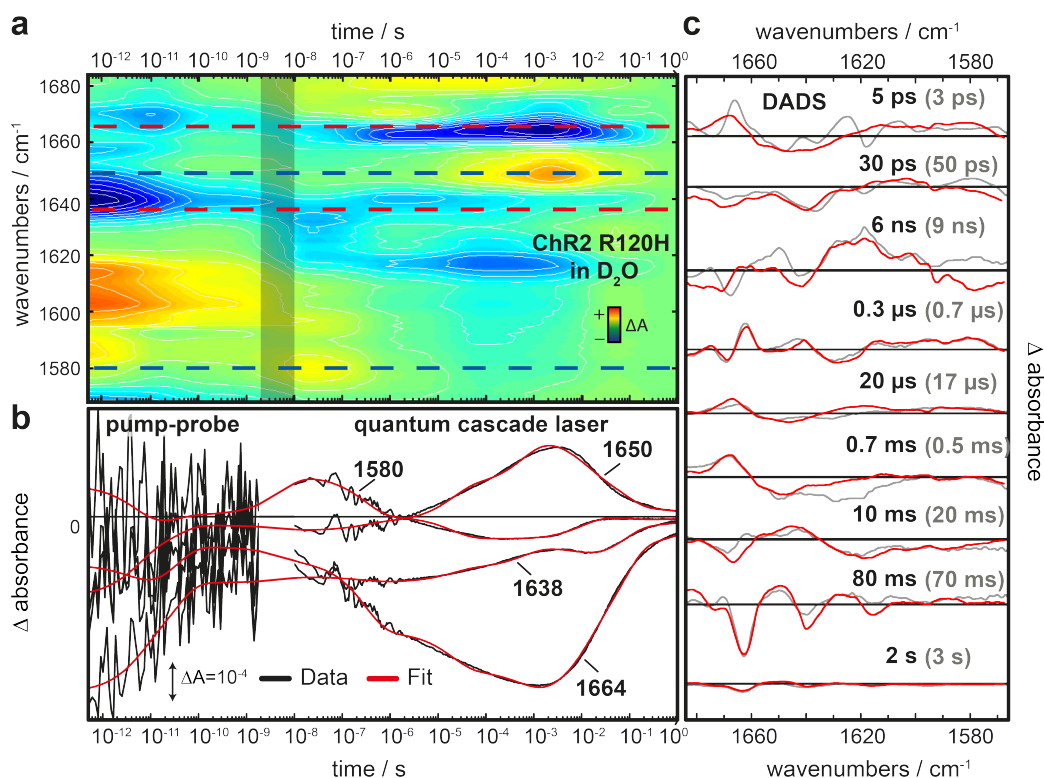 a
time / s
10⁻¹² 10⁻¹¹ 10⁻¹⁰ 10⁻⁹ 10⁻⁸ 10⁻⁷ 10⁻⁶ 10⁻⁵ 10⁻⁴ 10⁻³ 10⁻² 10⁻¹ 10⁰
wavenumbers / cm⁻¹
1680
1660
1640
1620
1600
1580
ChR2 R120H
in D₂O
+
−
ΔA
b
pump-probe
quantum cascade laser
Δ absorbance
0
1580
1650
1638
1664
ΔA=10⁻⁴
Data
Fit
10⁻¹² 10⁻¹¹ 10⁻¹⁰ 10⁻⁹ 10⁻⁸ 10⁻⁷ 10⁻⁶ 10⁻⁵ 10⁻⁴ 10⁻³ 10⁻² 10⁻¹ 10⁰
time / s
c
wavenumbers / cm⁻¹
1660 1620 1580
DADS
5 ps (3 ps)
30 ps (50 ps)
6 ns (9 ns)
0.3 µs (0.7 µs)
20 µs (17 µs)
0.7 ms (0.5 ms)
10 ms (20 ms)
80 ms (70 ms)
2 s (3 s)
Δ absorbance
1660 1620 1580
wavenumbers / cm⁻¹